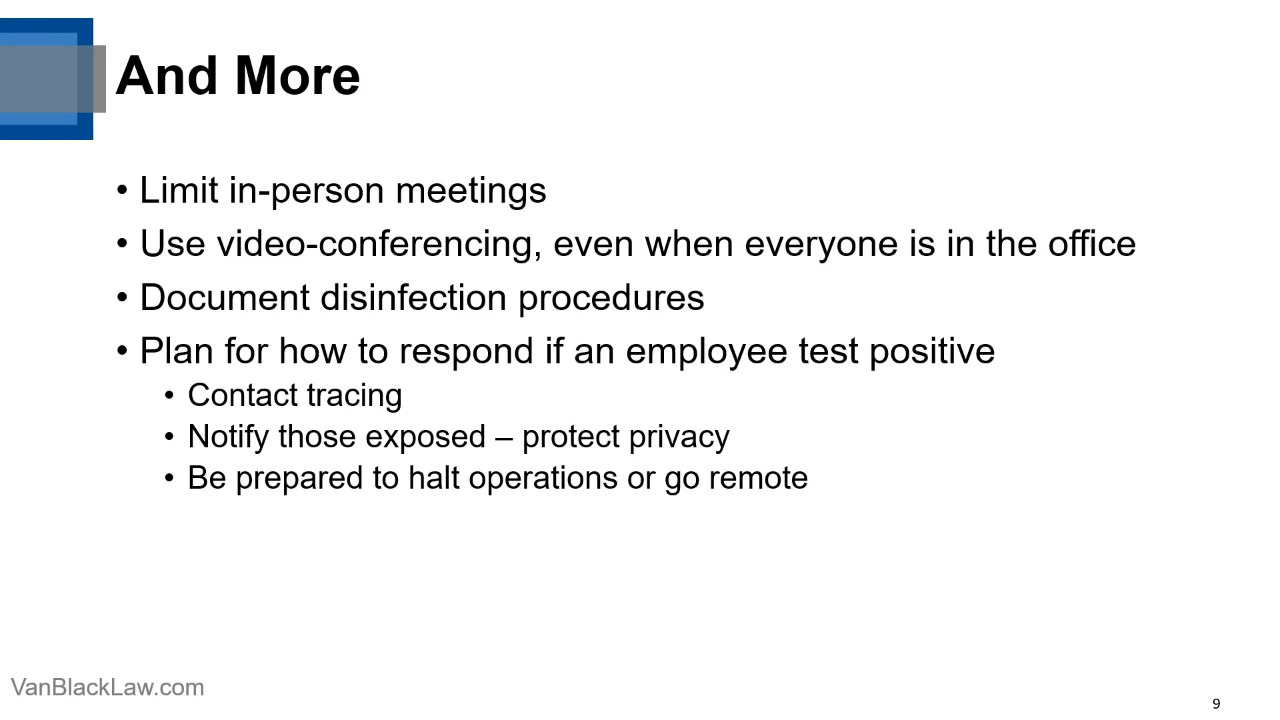 And More
• Limit in-person meetings
• Use video-conferencing, even when everyone is in the office
• Document disinfection procedures
• Plan for how to respond if an employee test positive
• Contact tracing
• Notify those exposed – protect privacy
• Be prepared to halt operations or go remote
VanBlackLaw.com
9